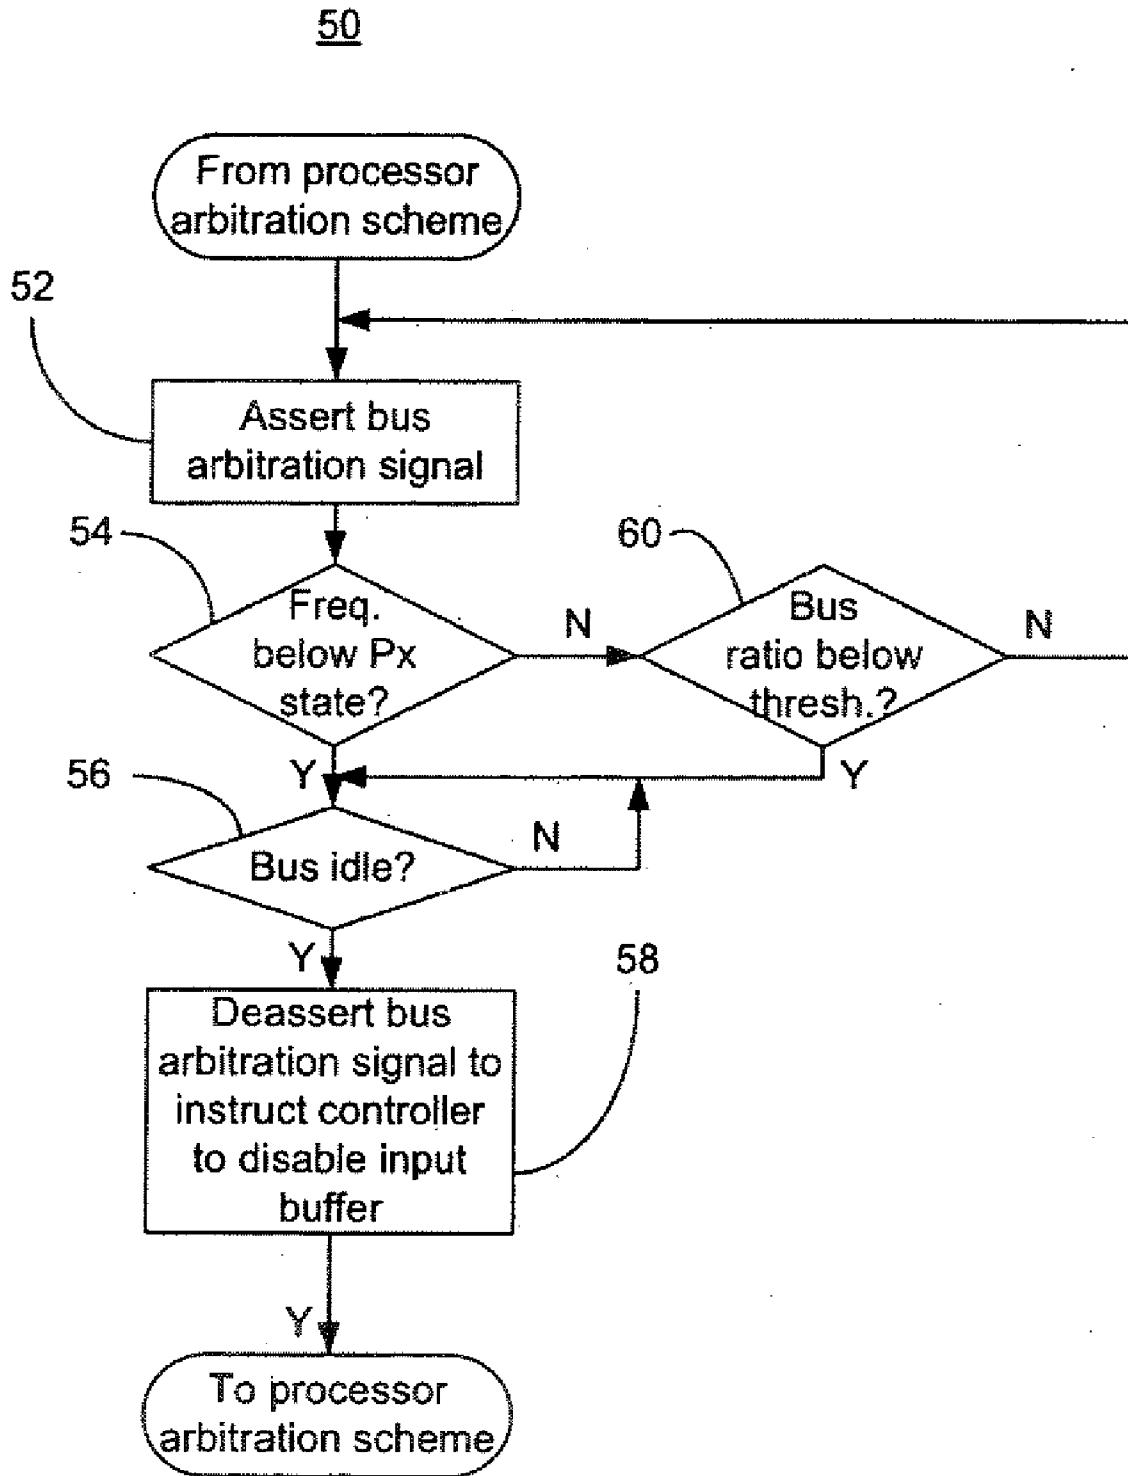 50
From processor
arbitration scheme
52
Assert bus
arbitration signal
54
Freq.
below Px
state?
N
60
Bus
ratio below
thresh.?
N
Y
Y
56
Bus idle?
N
Y
58
Deassert bus
arbitration signal to
instruct controller
to disable input
buffer
Y
To processor
arbitration scheme